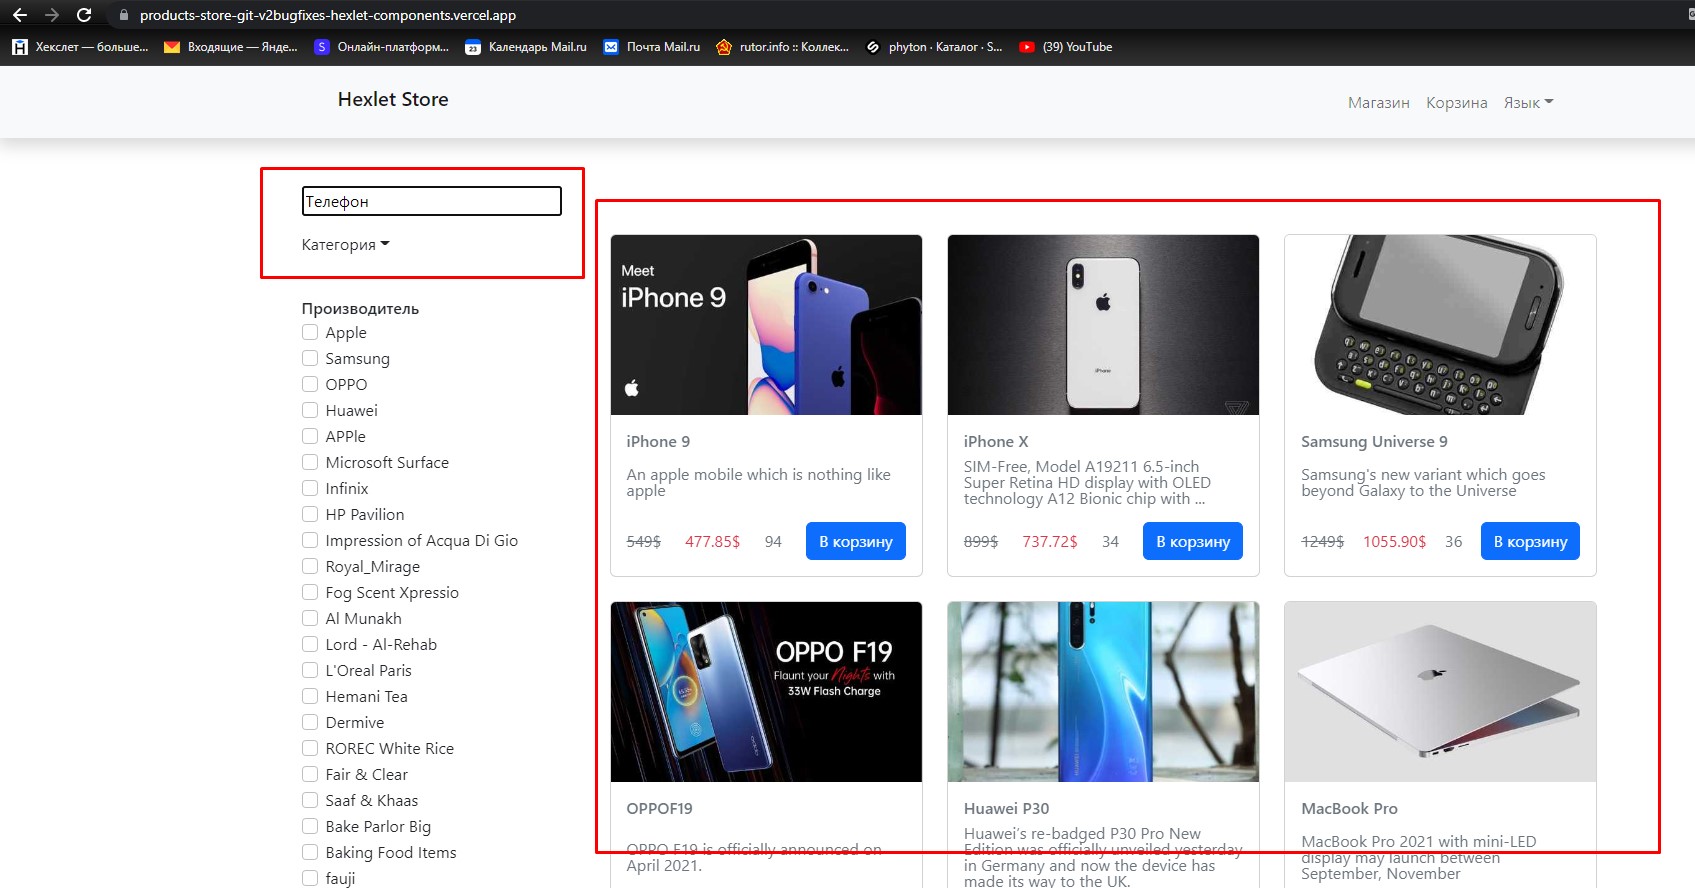 products-store-git-v2bugfixes-hexlet-components.vercel.app
Хекслет — больше...
Входящие — Янде...
Онлайн-платформ...
Календарь Mail.ru
Почта Mail.ru
rutor.info :: Коллек...
phyton · Каталог · S...
(39) YouTube
Hexlet Store
Магазин
Корзина
Язык
Телефон
Категория
Производитель
Apple
Samsung
OPPO
Huawei
APPle
Microsoft Surface
Infinix
HP Pavilion
Impression of Acqua Di Gio
Royal_Mirage
Fog Scent Xpressio
Al Munakh
Lord - Al-Rehab
L'Oreal Paris
Hemani Tea
Dermive
ROREC White Rice
Fair & Clear
Saaf & Khaas
Bake Parlor Big
Baking Food Items
fauji
Meet
iPhone 9
iPhone 9
An apple mobile which is nothing like
apple
549$ 477.85$ 94 В корзину
iPhone
iPhone X
SIM-Free, Model A19211 6.5-inch
Super Retina HD display with OLED
technology A12 Bionic chip with ...
899$ 737.72$ 34 В корзину
Samsung Universe 9
Samsung's new variant which goes
beyond Galaxy to the Universe
1249$ 1055.90$ 36 В корзину
OPPO F19
Flaunt your Nights with
33W Flash Charge
OPPOF19
OPPO F19 is officially announced on
April 2021.
Huawei P30
Huawei’s re-badged P30 Pro New
Edition was officially unveiled yesterday
in Germany and now the device has
made its way to the UK.
MacBook Pro
MacBook Pro 2021 with mini-LED
display may launch between
September, November